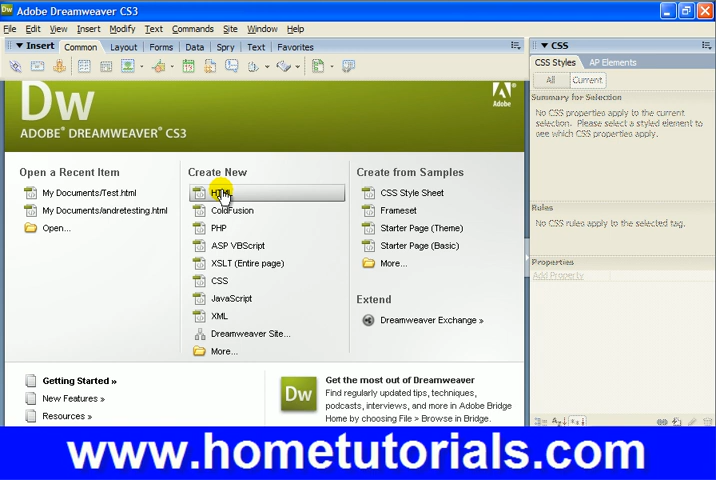 Adobe Dreamweaver CS3
File Edit View Insert Modify Text Commands Site Window Help
Insert Common Layout Forms Data Spry Text Favorites
CSS
CSS Styles AP Elements
All Current
Summary for Selection
No CSS properties apply to the current
selection. Please select a styled element to
see which CSS properties apply.
Rules
No CSS rules apply to the selected tag.
Properties
Add Property
Dw
Adobe
ADOBE® DREAMWEAVER® CS3
Open a Recent Item
My Documents/Test.html
My Documents/andretesting.html
Open...
Create New
HTML
ColdFusion
PHP
ASP VBScript
XSLT (Entire page)
CSS
JavaScript
XML
Dreamweaver Site...
More...
Create from Samples
CSS Style Sheet
Frameset
Starter Page (Theme)
Starter Page (Basic)
More...
Extend
Dreamweaver Exchange »
Getting Started »
New Features »
Resources »
Dw
Get the most out of Dreamweaver
Find regularly updated tips, techniques,
podcasts, interviews, and more in Adobe Bridge
Home by choosing File > Browse in Bridge.
www.hometutorials.com